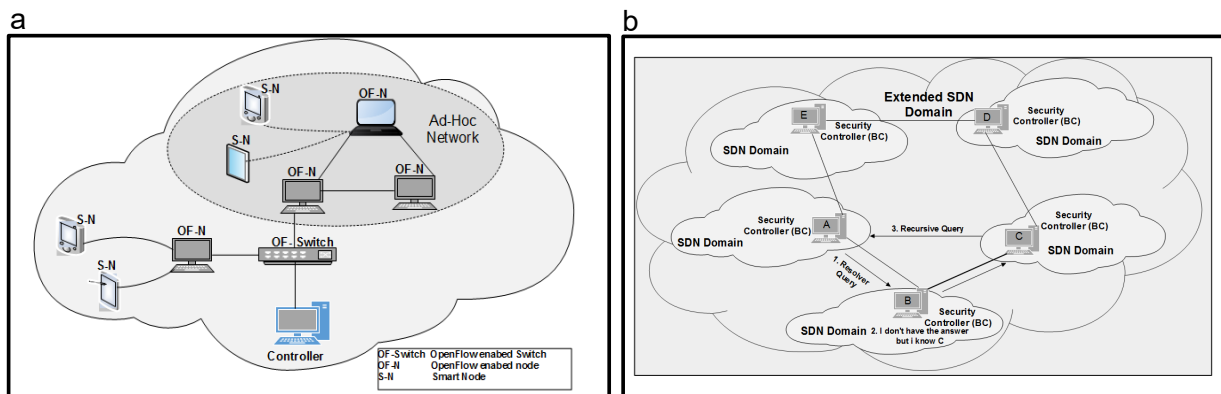 a
S-N
OF-N
S-N
Ad-Hoc
Network
OF-N
OF-N
S-N
OF-N
OF- Switch
S-N
Controller
OF-Switch OpenFlow enabed Switch
OF-N OpenFlow enabed node
S-N Smart Node
b
Extended SDN
Domain
E
Security
Controller (BC)
SDN Domain
D
Security
Controller (BC)
SDN Domain
A
Security
Controller (BC)
SDN Domain
Security
Controller (BC)
C
SDN Domain
3. Recursive Query
1. Resolver
Query
B
Security
Controller (BC)
SDN Domain
2. I don't have the answer
but i know C